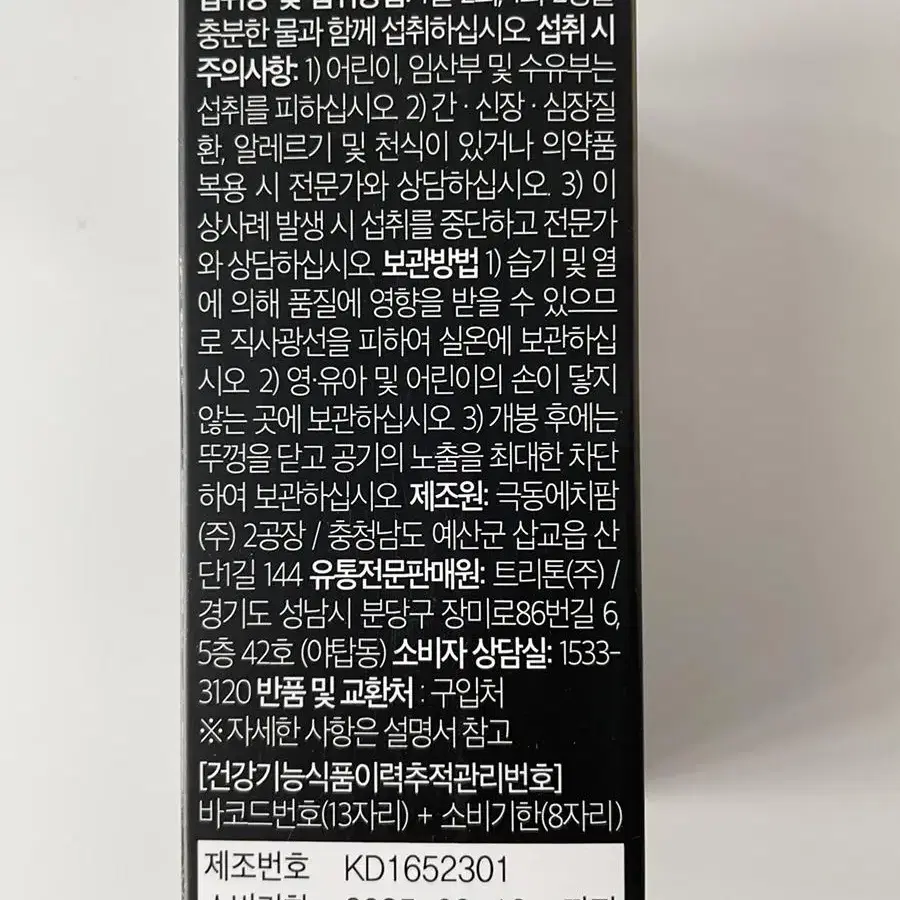 충분한 물과 함께 섭취하십시오. 섭취 시
주의사항: 1) 어린이, 임산부 및 수유부는
섭취를 피하십시오 2) 간·신장·심장질
환, 알레르기 및 천식이 있거나 의약품
복용 시 전문가와 상담하십시오. 3) 이
상사례 발생 시 섭취를 중단하고 전문가
와 상담하십시오 보관방법 1) 습기 및 열
에 의해 품질에 영향을 받을 수 있으므
로 직사광선을 피하여 실온에 보관하십
시오 2) 영·유아 및 어린이의 손이 닿지
않는 곳에 보관하십시오 3) 개봉 후에는
뚜껑을 닫고 공기의 노출을 최대한 차단
하여 보관하십시오 제조원: 극동에치팜
(주) 2공장 / 충청남도 예산군 삽교읍 산
단1길 144 유통전문판매원: 트리톤(주) /
경기도 성남시 분당구 장미로86번길 6,
5층 42호 (야탑동) 소비자 상담실: 1533-
3120 반품 및 교환처 : 구입처
※자세한 사항은 설명서 참고
[건강기능식품이력추적관리번호]
바코드번호(13자리) + 소비기한(8자리)
제조번호 KD1652301